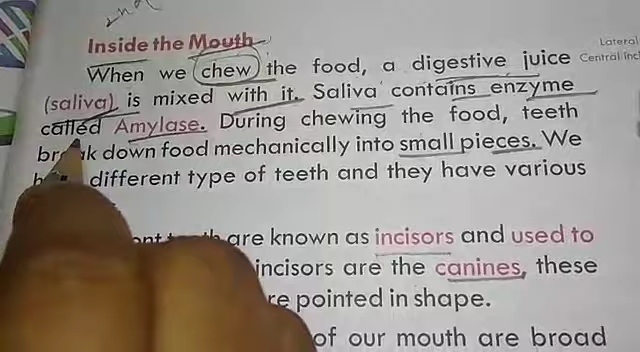 Inside the Mouth
When we chew the food, a digestive juice
(saliva) is mixed with it. Saliva contains enzyme
called Amylase. During chewing the food, teeth
break down food mechanically into small pieces. We
different type of teeth and they have various
are known as incisors and used to
incisors are the canines, these
pointed in shape.
of our mouth are broad
Lateral
Central